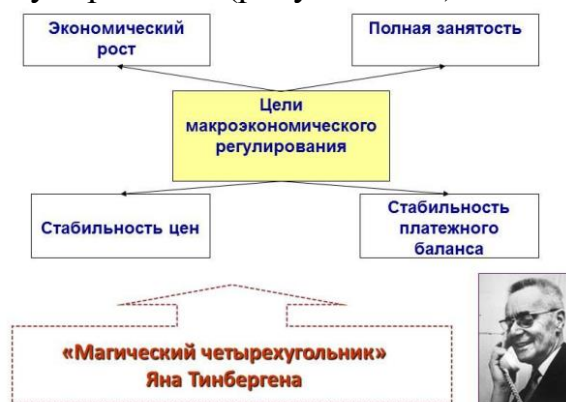 Экономический
рост
Полная занятость
Цели
макроэкономического
регулирования
Стабильность цен
Стабильность
платежного
баланса
«Магический четырехугольник»
Яна Тинбергена